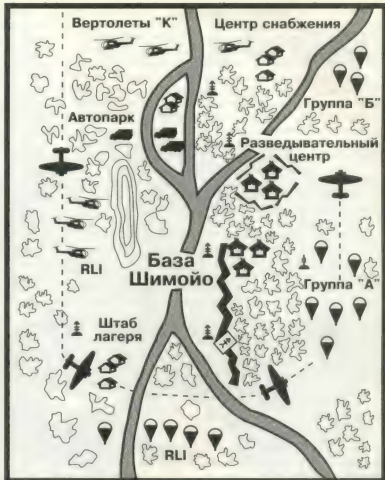 Вертолеты "К"
Центр снабжения
Группа "Б"
Автопарк
Разведывательный
центр
RLI
База
Шимойо
Группа "А"
Штаб
лагеря
RLI